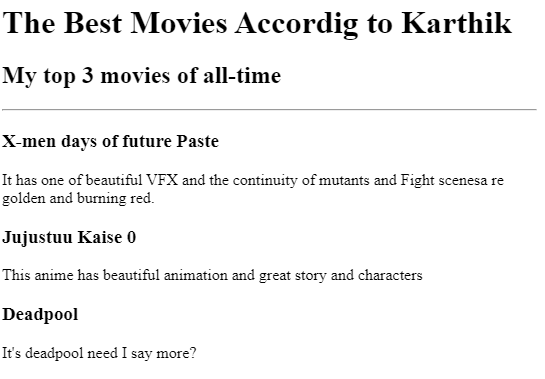 The Best Movies Accordig to Karthik
My top 3 movies of all-time
X-men days of future Paste
It has one of beautiful VFX and the continuity of mutants and Fight scenesa re
golden and burning red.
Jujustuu Kaise 0
This anime has beautiful animation and great story and characters
Deadpool
It's deadpool need I say more?